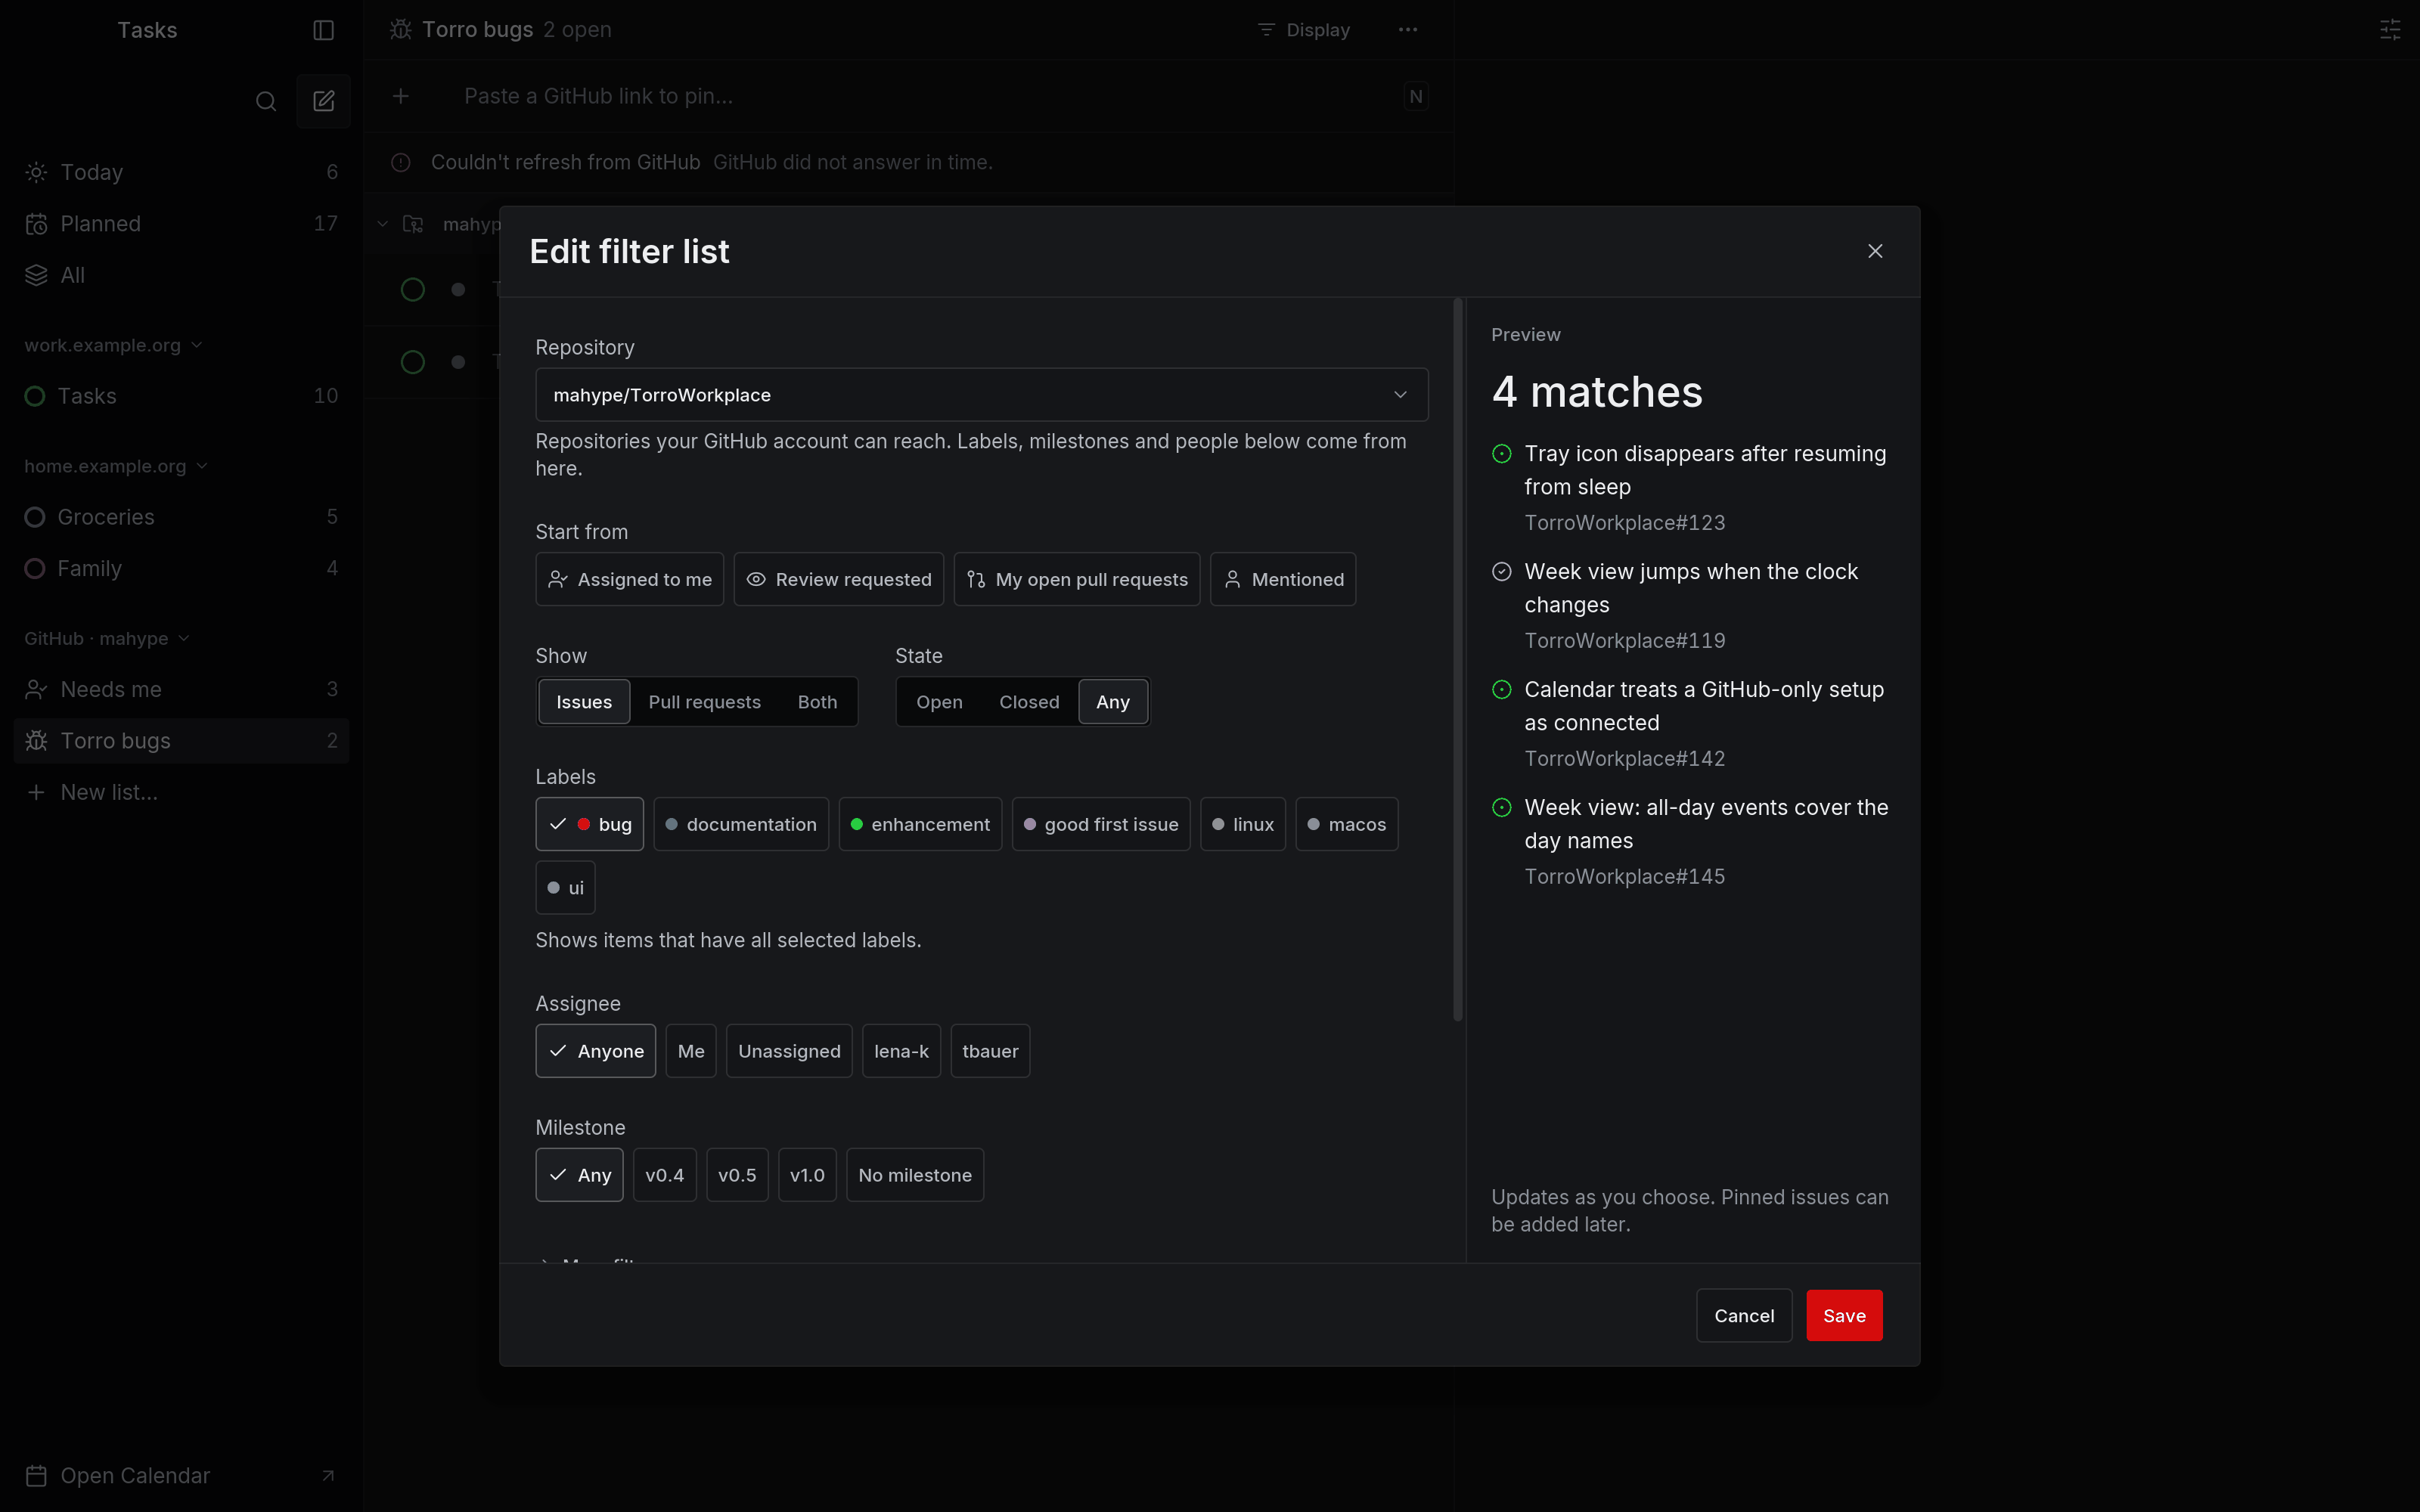 Tasks
Today 6
Planned 17
All
work.example.org
Tasks 10
home.example.org
Groceries 5
Family 4
GitHub · mahype
Needs me 3
Torro bugs 2
New list...
Open Calendar
Torro bugs 2 open
Display
Paste a GitHub link to pin...
N
Couldn't refresh from GitHub GitHub did not answer in time.
Edit filter list
Repository
mahype/TorroWorkplace
Repositories your GitHub account can reach. Labels, milestones and people below come from
here.
Start from
Assigned to me Review requested My open pull requests Mentioned
Show State
Issues Pull requests Both Open Closed Any
Labels
bug documentation enhancement good first issue linux macos
ui
Shows items that have all selected labels.
Assignee
Anyone Me Unassigned lena-k tbauer
Milestone
Any v0.4 v0.5 v1.0 No milestone
Preview
4 matches
Tray icon disappears after resuming
from sleep
TorroWorkplace#123
Week view jumps when the clock
changes
TorroWorkplace#119
Calendar treats a GitHub-only setup
as connected
TorroWorkplace#142
Week view: all-day events cover the
day names
TorroWorkplace#145
Updates as you choose. Pinned issues can
be added later.
Cancel Save